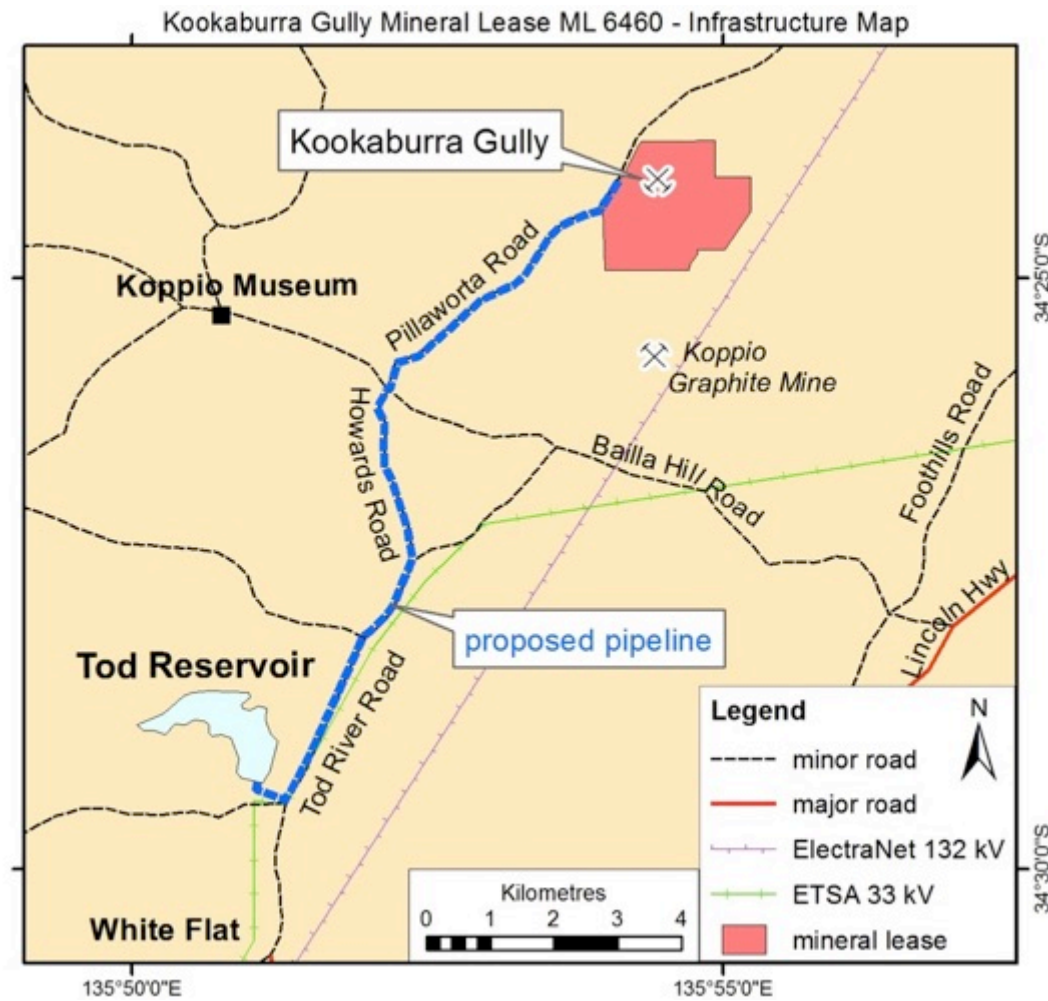 Kookaburra Gully Mineral Lease ML 6460 - Infrastructure Map
Kookaburra Gully
34°25'0"S
Koppio Museum
Pillaworta Road
Koppio
Graphite Mine
Howards Road
Bailla Hill Road
Foothills Road
Lincoln Hwy
proposed pipeline
Tod Reservoir
Tod River Road
Legend
N
minor road
major road
ElectraNet 132 kV
ETSA 33 kV
mineral lease
34°30'0"S
Kilometres
0 1 2 3 4
White Flat
135°50'0"E
135°55'0"E